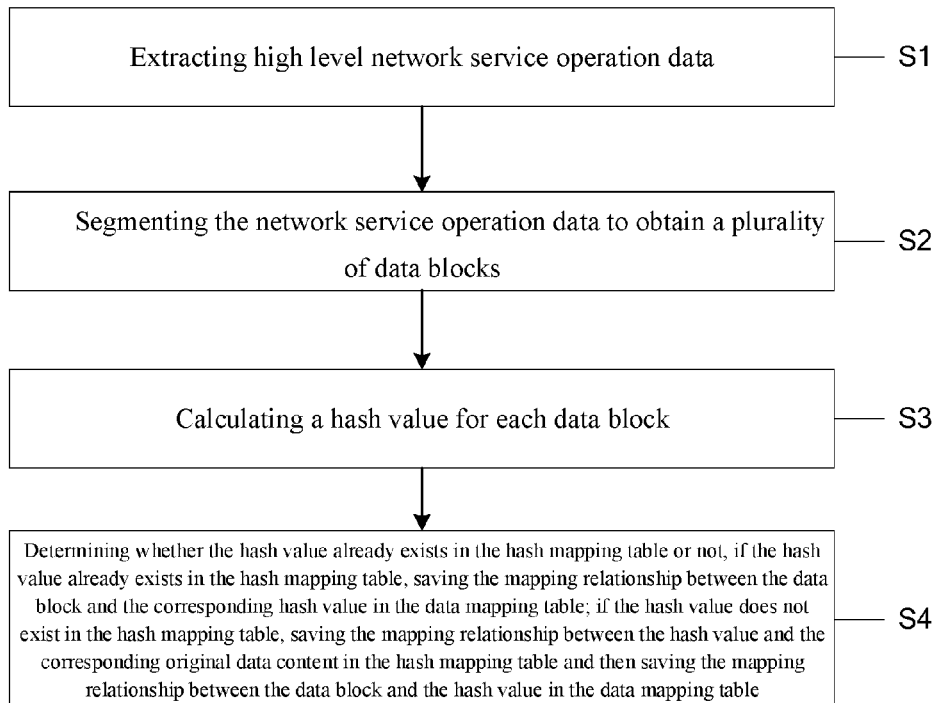 Extracting high level network service operation data
S1
Segmenting the network service operation data to obtain a plurality
of data blocks
S2
Calculating a hash value for each data block
S3
Determining whether the hash value already exists in the hash mapping table or not, if the hash
value already exists in the hash mapping table, saving the mapping relationship between the data
block and the corresponding hash value in the data mapping table; if the hash value does not
exist in the hash mapping table, saving the mapping relationship between the hash value and the
corresponding original data content in the hash mapping table and then saving the mapping
relationship between the data block and the hash value in the data mapping table
S4